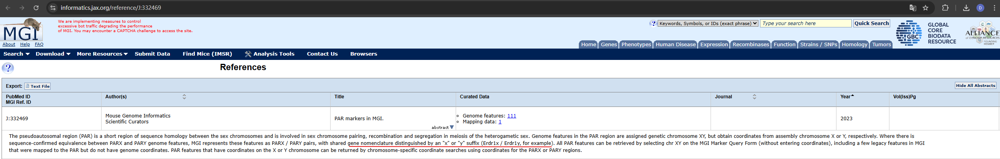 informatics.jax.org/reference/J:332469
D
We are implementing measures to control
excessive bot traffic degrading the performance
of MGI. You may encounter a CAPTCHA challenge to access the site.
MGI
About Help FAQ
? Keywords, Symbols, or IDs (exact phrase) Type your search here Quick Search
GBC
GLOBAL
CORE
BIODATA
RESOURCE
ALLIANCE
of GENOME RESOURCES
FOUNDING
MEMBER
Home Genes Phenotypes Human Disease Expression Recombinases Function Strains / SNPs Homology Tumors
Search Download More Resources Submit Data Find Mice (IMSR) Analysis Tools Contact Us Browsers
? References
Export: Text File Hide All Abstracts
PubMed ID Author(s) Title Curated Data Journal Year Vol(Iss)Pg
MGI Ref. ID
J:332469
Mouse Genome Informatics
Scientific Curators
PAR markers in MGI.
abstract
Genome features: 111
Mapping data: 1
2023
The pseudoautosomal region (PAR) is a short region of sequence homology between the sex chromosomes and is involved in sex chromosome pairing, recombination and segregation in meiosis of the heterogametic sex. Genome features in the PAR region are assigned genetic chromosome XY, but obtain coordinates from assembly chromosome X or Y, respectively. Where there is
sequence-confirmed equivalence between PARX and PARY genome features, MGI represents these features as PARX / PARY pairs, with shared gene nomenclature distinguished by an "x" or "y" suffix (Erdr1x / Erdr1y, for example). All PAR features can be retrieved by selecting chr XY on the MGI Marker Query Form (without entering coordinates), including a few legacy features in MGI
that were mapped to the PAR but do not have genome coordinates. PAR features that have coordinates on the X or Y chromosome can be returned by chromosome-specific coordinate searches using coordinates for the PARX or PARY regions.